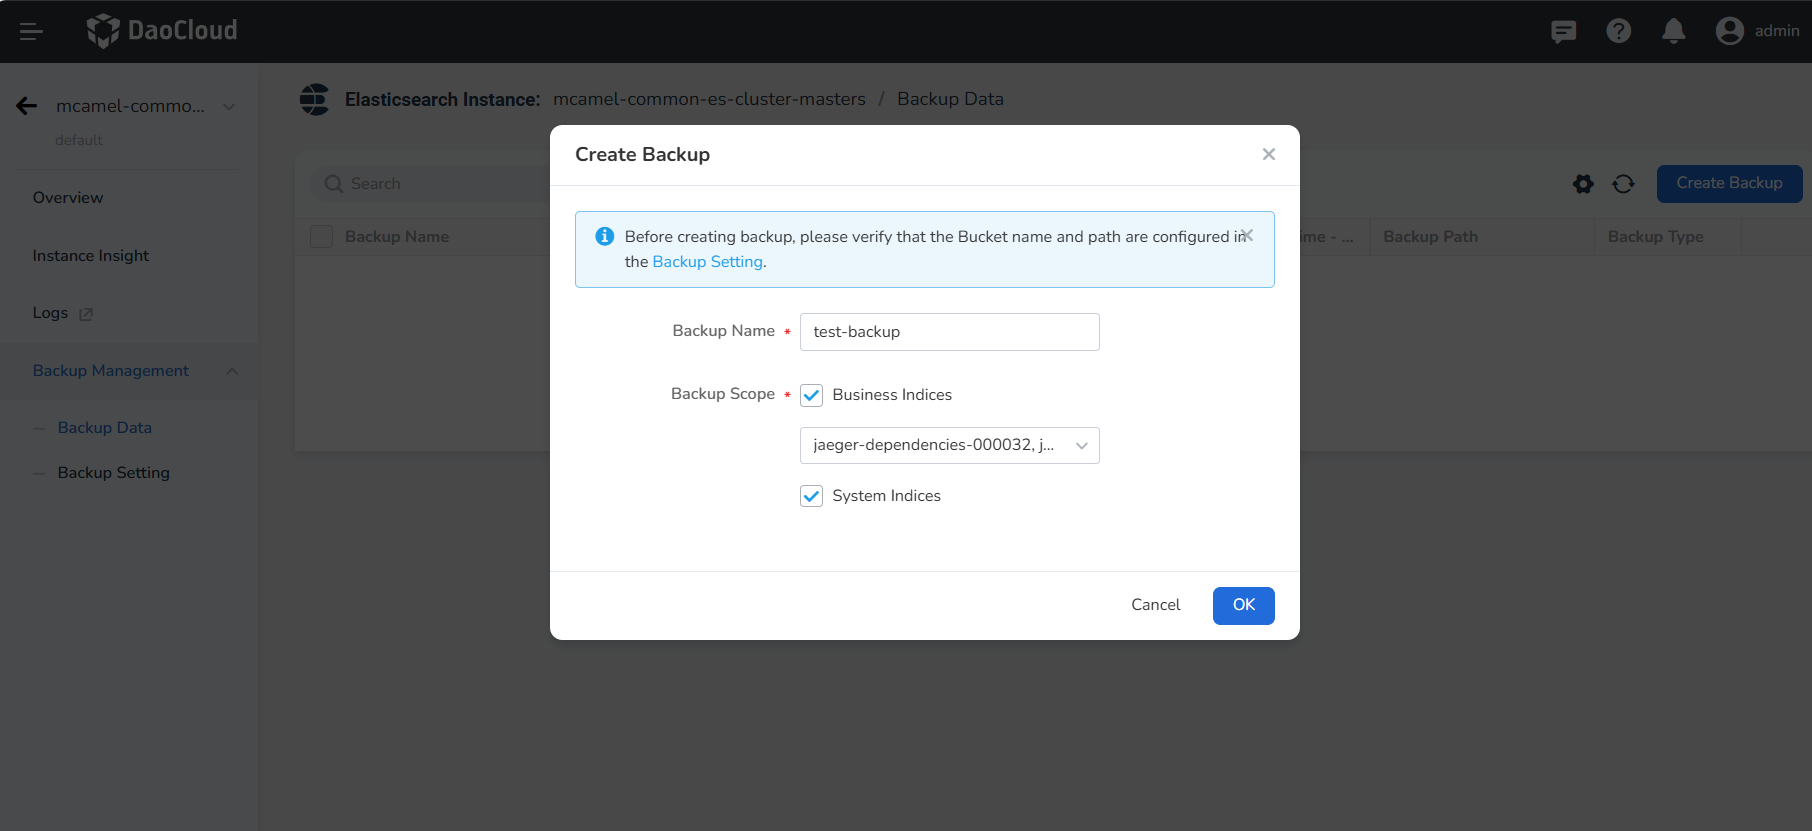 DaoCloud
admin
mcamel-commo...
default
Elasticsearch Instance: mcamel-common-es-cluster-masters / Backup Data
Overview
Instance Insight
Logs
Backup Management
Backup Data
Backup Setting
Search
Create Backup
Backup Name
me - ...
Backup Path
Backup Type
Create Backup
Before creating backup, please verify that the Bucket name and path are configured in
the Backup Setting.
Backup Name *
test-backup
Backup Scope *
Business Indices
jaeger-dependencies-000032, j...
System Indices
Cancel
OK